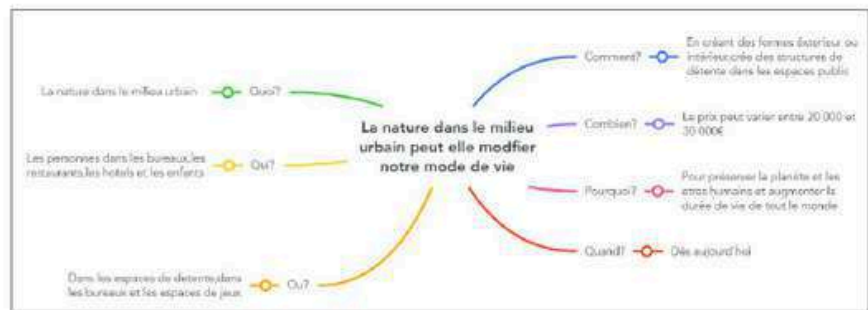 La nature dans le milieu
urbain peut elle modfier
notre mode de vie
Quoi?
La nature dans le milieu urbain
Qui?
Les personnes dans les bureaux,les
restaurants,les hotels et les enfants
Ou?
Dans les espaces de detente,dans
les bureaux et les espaces de jeux
Comment?
En créant des formes éxterieur ou
intérieur,crée des structures de
détente dans les espaces public
Combien?
Le prix peut varier entre 20 000 et
30 000€
Pourquoi?
Pour préserver la planète et les
etres humains et augmenter la
durée de vie de tout le monde
Quand?
Dès aujourd'hui